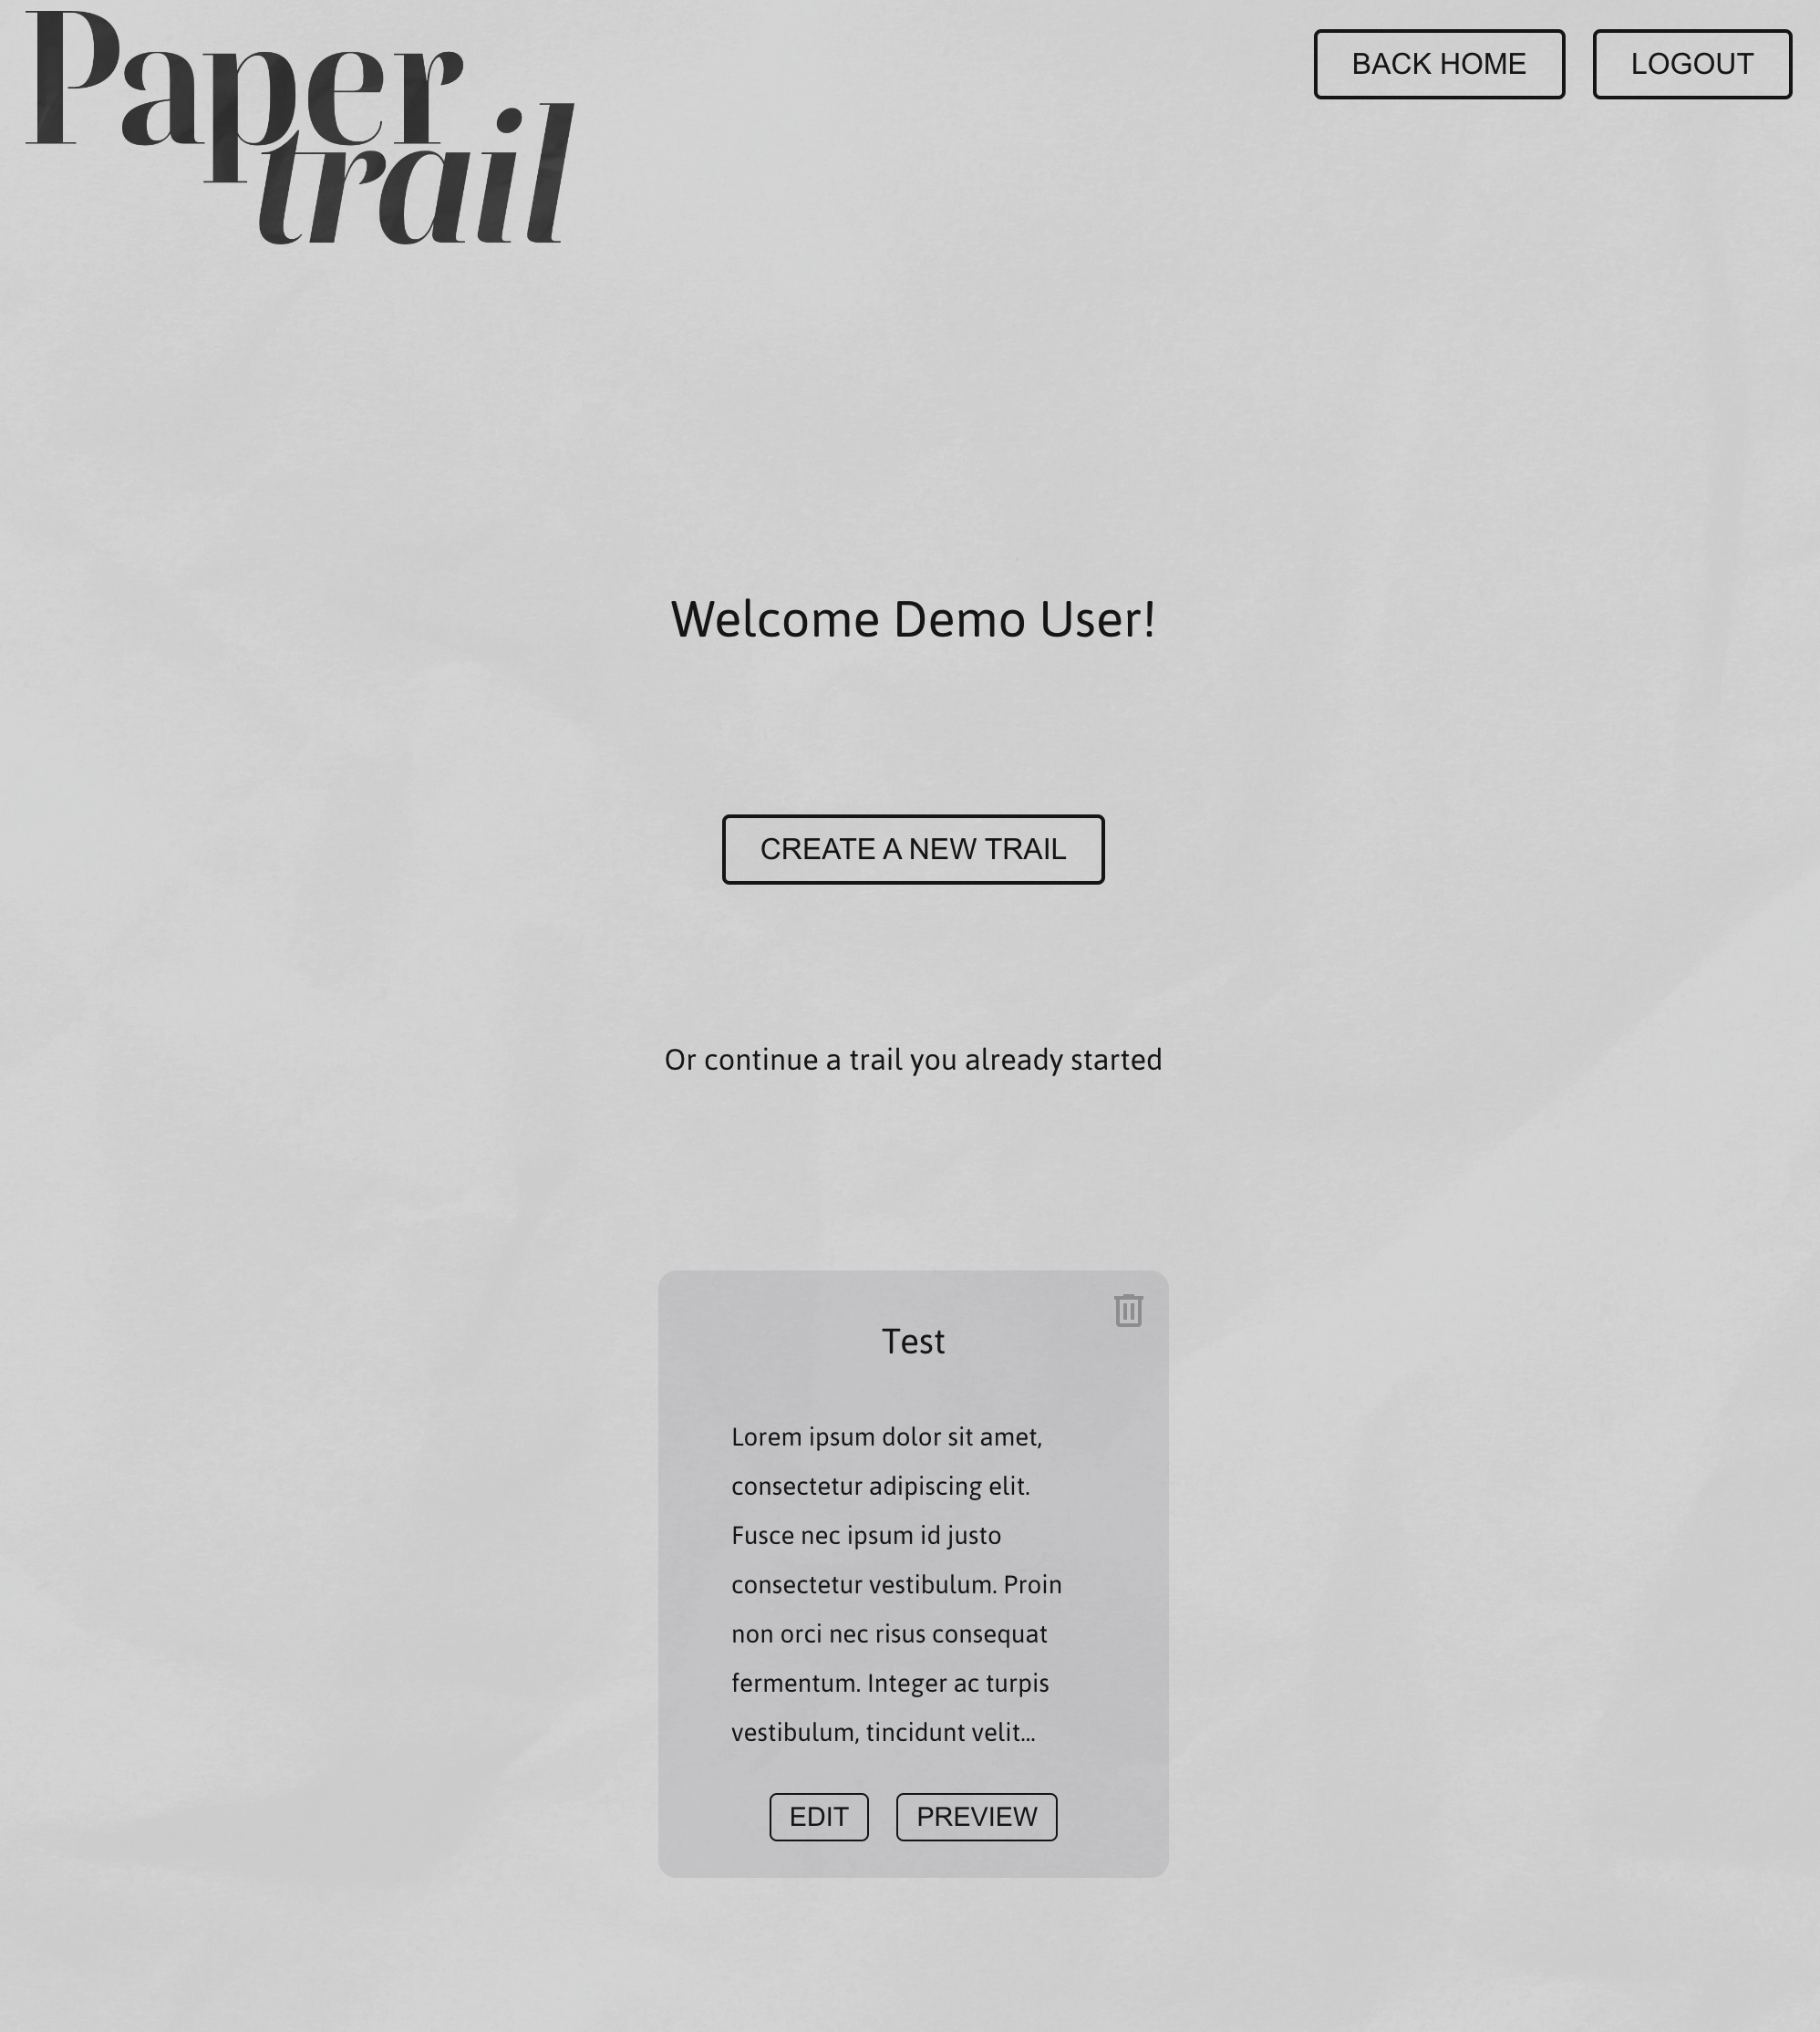 Paper
trail
BACK HOME
LOGOUT
Welcome Demo User!
CREATE A NEW TRAIL
Or continue a trail you already started
Test
Lorem ipsum dolor sit amet,
consectetur adipiscing elit.
Fusce nec ipsum id justo
consectetur vestibulum. Proin
non orci nec risus consequat
fermentum. Integer ac turpis
vestibulum, tincidunt velit...
EDIT
PREVIEW